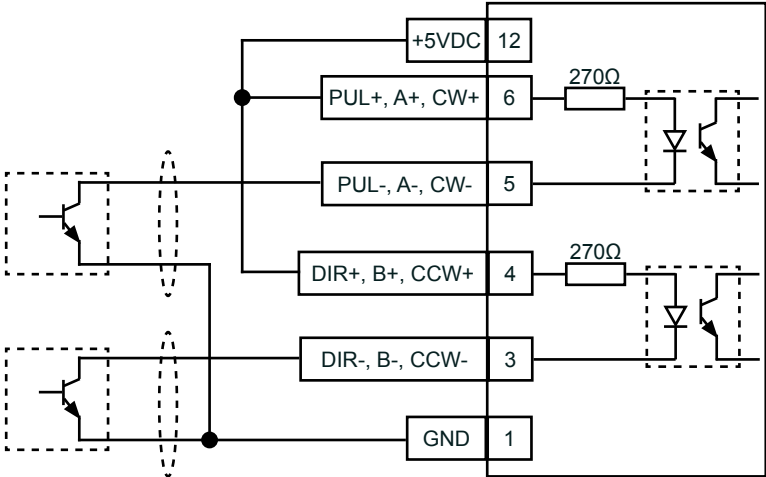 +5VDC 12
PUL+, A+, CW+ 6 270Ω
PUL-, A-, CW- 5
DIR+, B+, CCW+ 4 270Ω
DIR-, B-, CCW- 3
GND 1